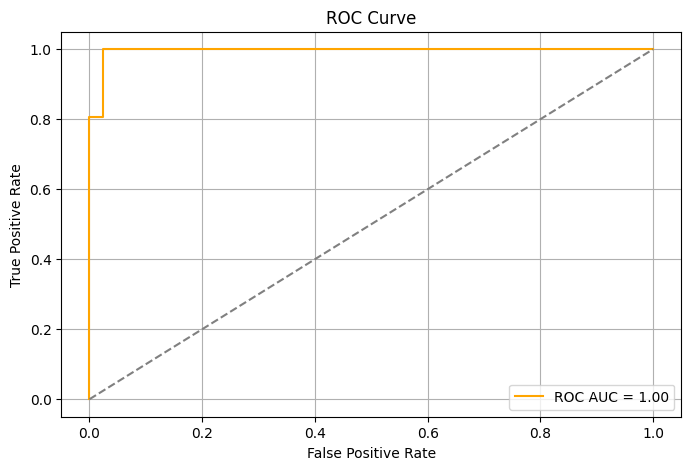 ROC Curve
True Positive Rate
1.0
0.8
0.6
0.4
0.2
0.0
ROC AUC = 1.00
0.0 0.2 0.4 0.6 0.8 1.0
False Positive Rate